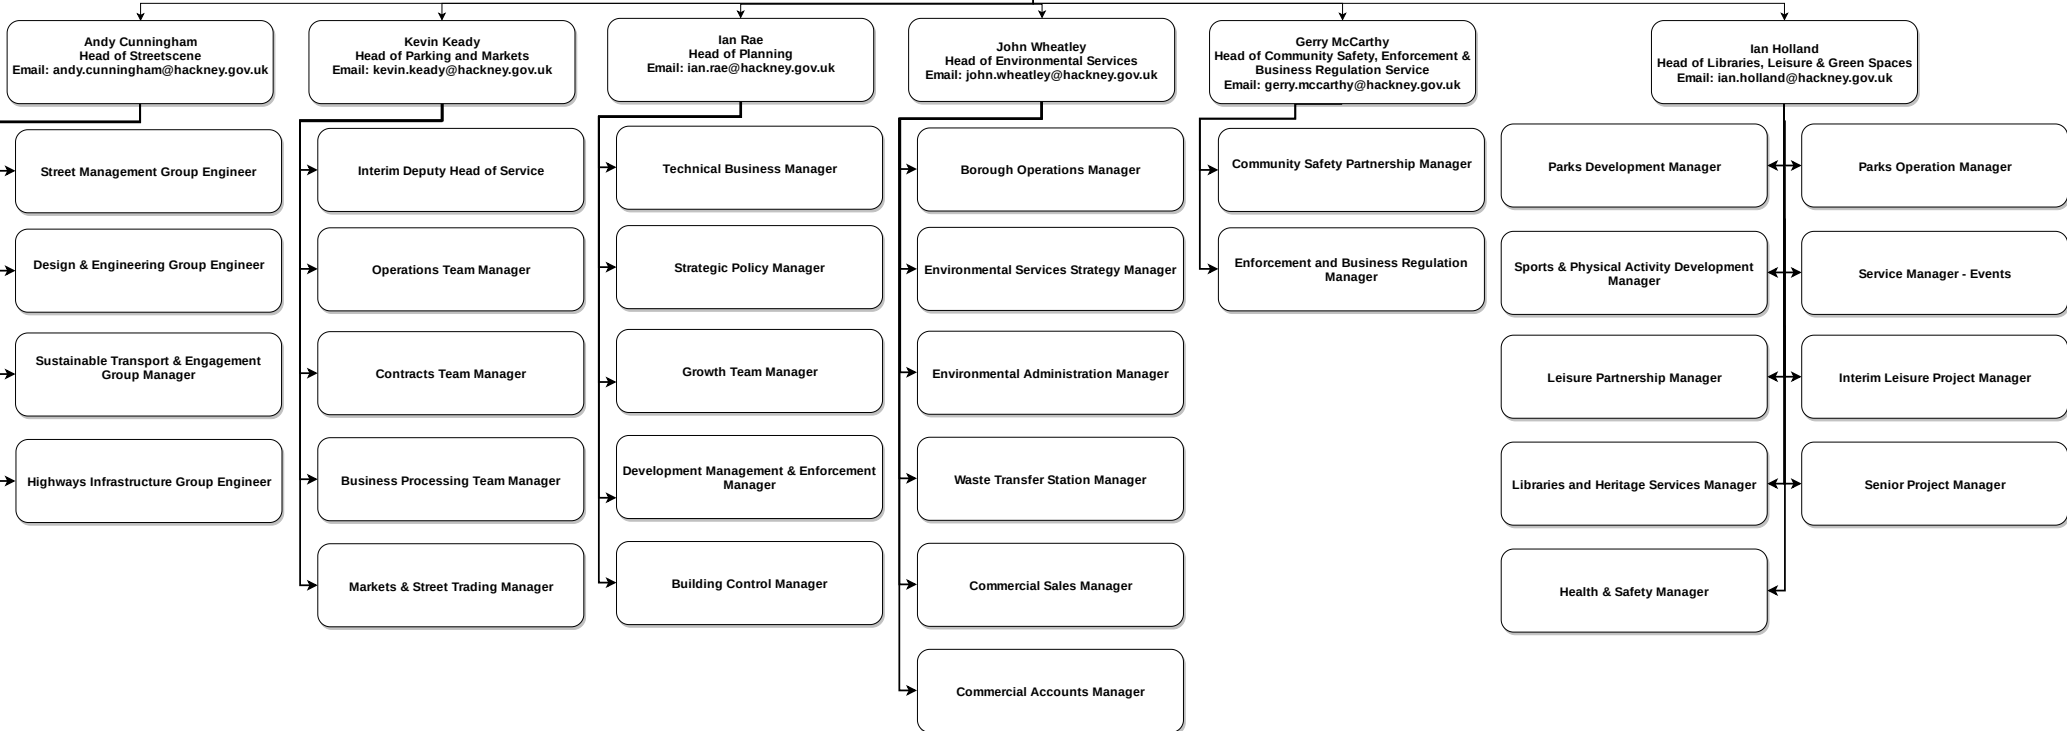 Andy Cunningham
Head of Streetscene
Email: andy.cunningham@hackney.gov.uk
Street Management Group Engineer
Design & Engineering Group Engineer
Sustainable Transport & Engagement
Group Manager
Highways Infrastructure Group Engineer
Kevin Keady
Head of Parking and Markets
Email: kevin.keady@hackney.gov.uk
Interim Deputy Head of Service
Operations Team Manager
Contracts Team Manager
Business Processing Team Manager
Markets & Street Trading Manager
Ian Rae
Head of Planning
Email: ian.rae@hackney.gov.uk
Technical Business Manager
Strategic Policy Manager
Growth Team Manager
Development Management & Enforcement
Manager
Building Control Manager
John Wheatley
Head of Environmental Services
Email: john.wheatley@hackney.gov.uk
Borough Operations Manager
Environmental Services Strategy Manager
Environmental Administration Manager
Waste Transfer Station Manager
Commercial Sales Manager
Commercial Accounts Manager
Gerry McCarthy
Head of Community Safety, Enforcement &
Business Regulation Service
Email: gerry.mccarthy@hackney.gov.uk
Community Safety Partnership Manager
Enforcement and Business Regulation
Manager
Ian Holland
Head of Libraries, Leisure & Green Spaces
Email: ian.holland@hackney.gov.uk
Parks Development Manager
Parks Operation Manager
Sports & Physical Activity Development
Manager
Service Manager - Events
Leisure Partnership Manager
Interim Leisure Project Manager
Libraries and Heritage Services Manager
Senior Project Manager
Health & Safety Manager